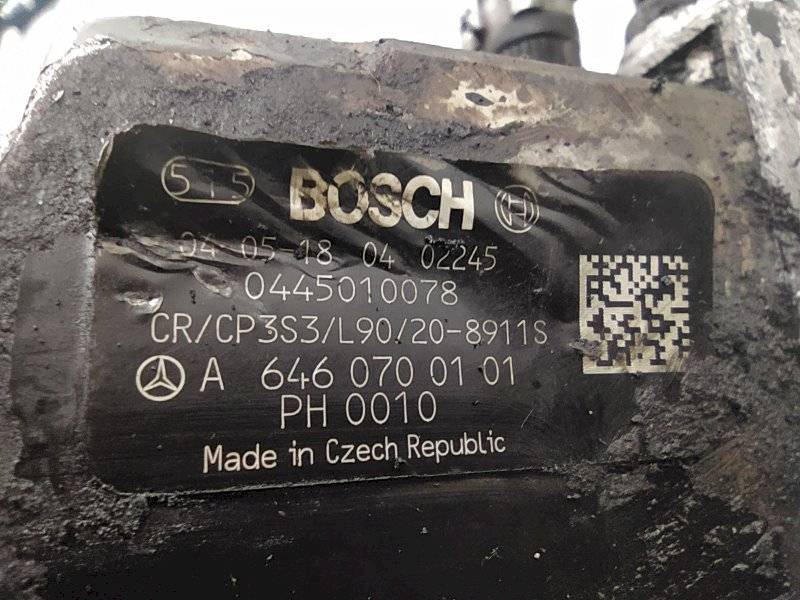 515 BOSCH
04-05-18 04 02245
0445010078
CR/CP3S3/L90/20-8911S
A 646 070 01 01
PH 0010
Made in Czech Republic